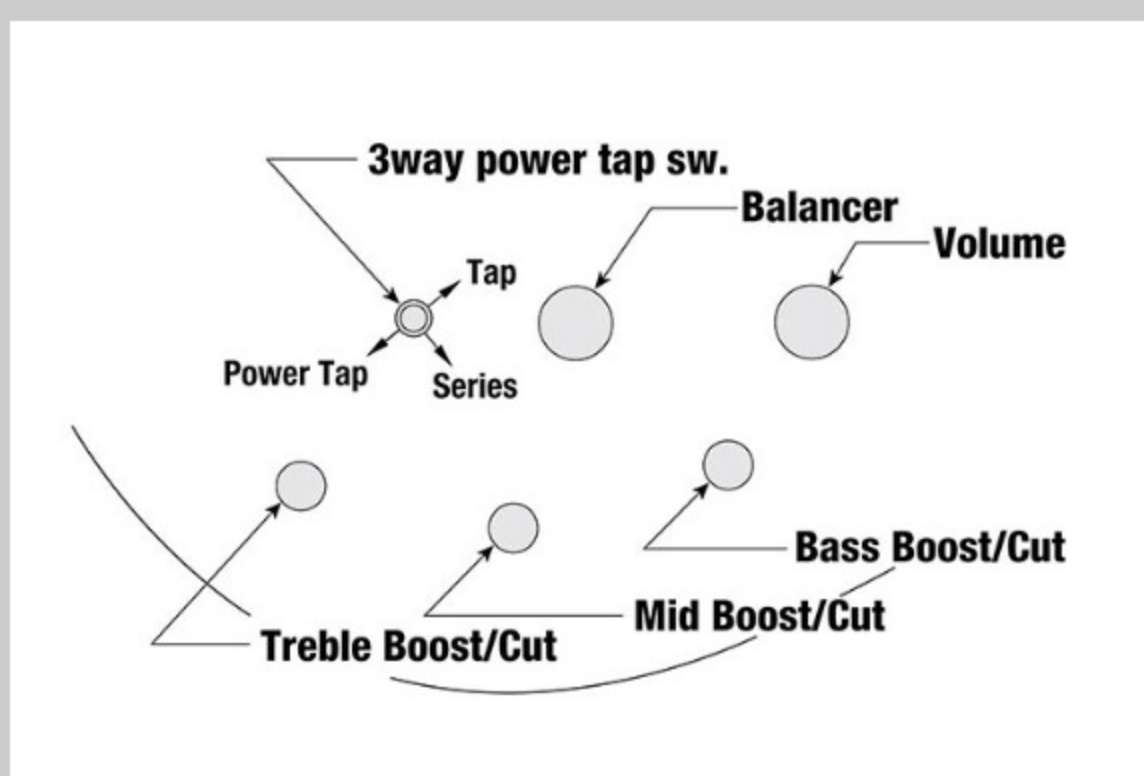 3way power tap sw.
Balancer
Volume
Tap
Power Tap
Series
Bass Boost/Cut
Mid Boost/Cut
Treble Boost/Cut